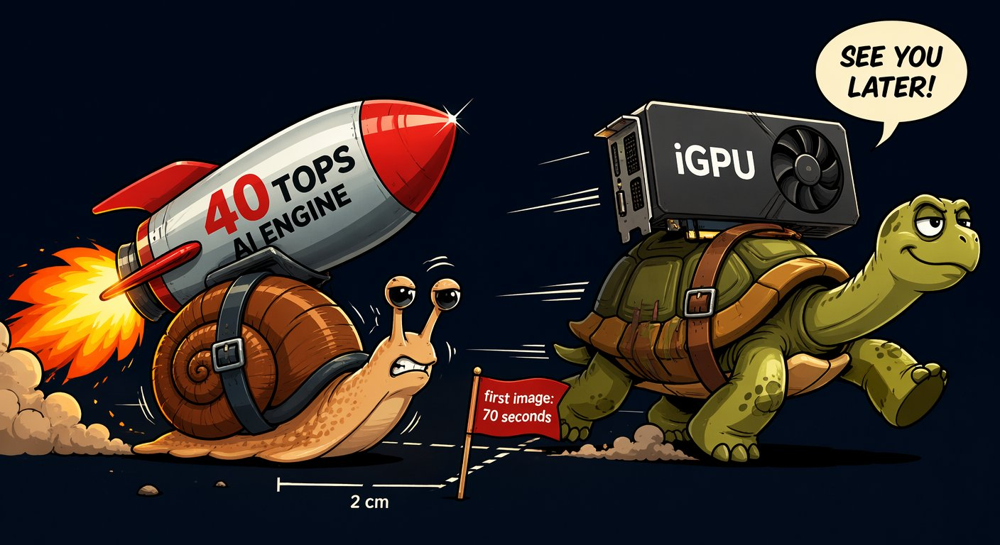 SEE YOU
LATER!
40 TOPS
AI ENGINE
iGPU
first image:
70 seconds
2 cm